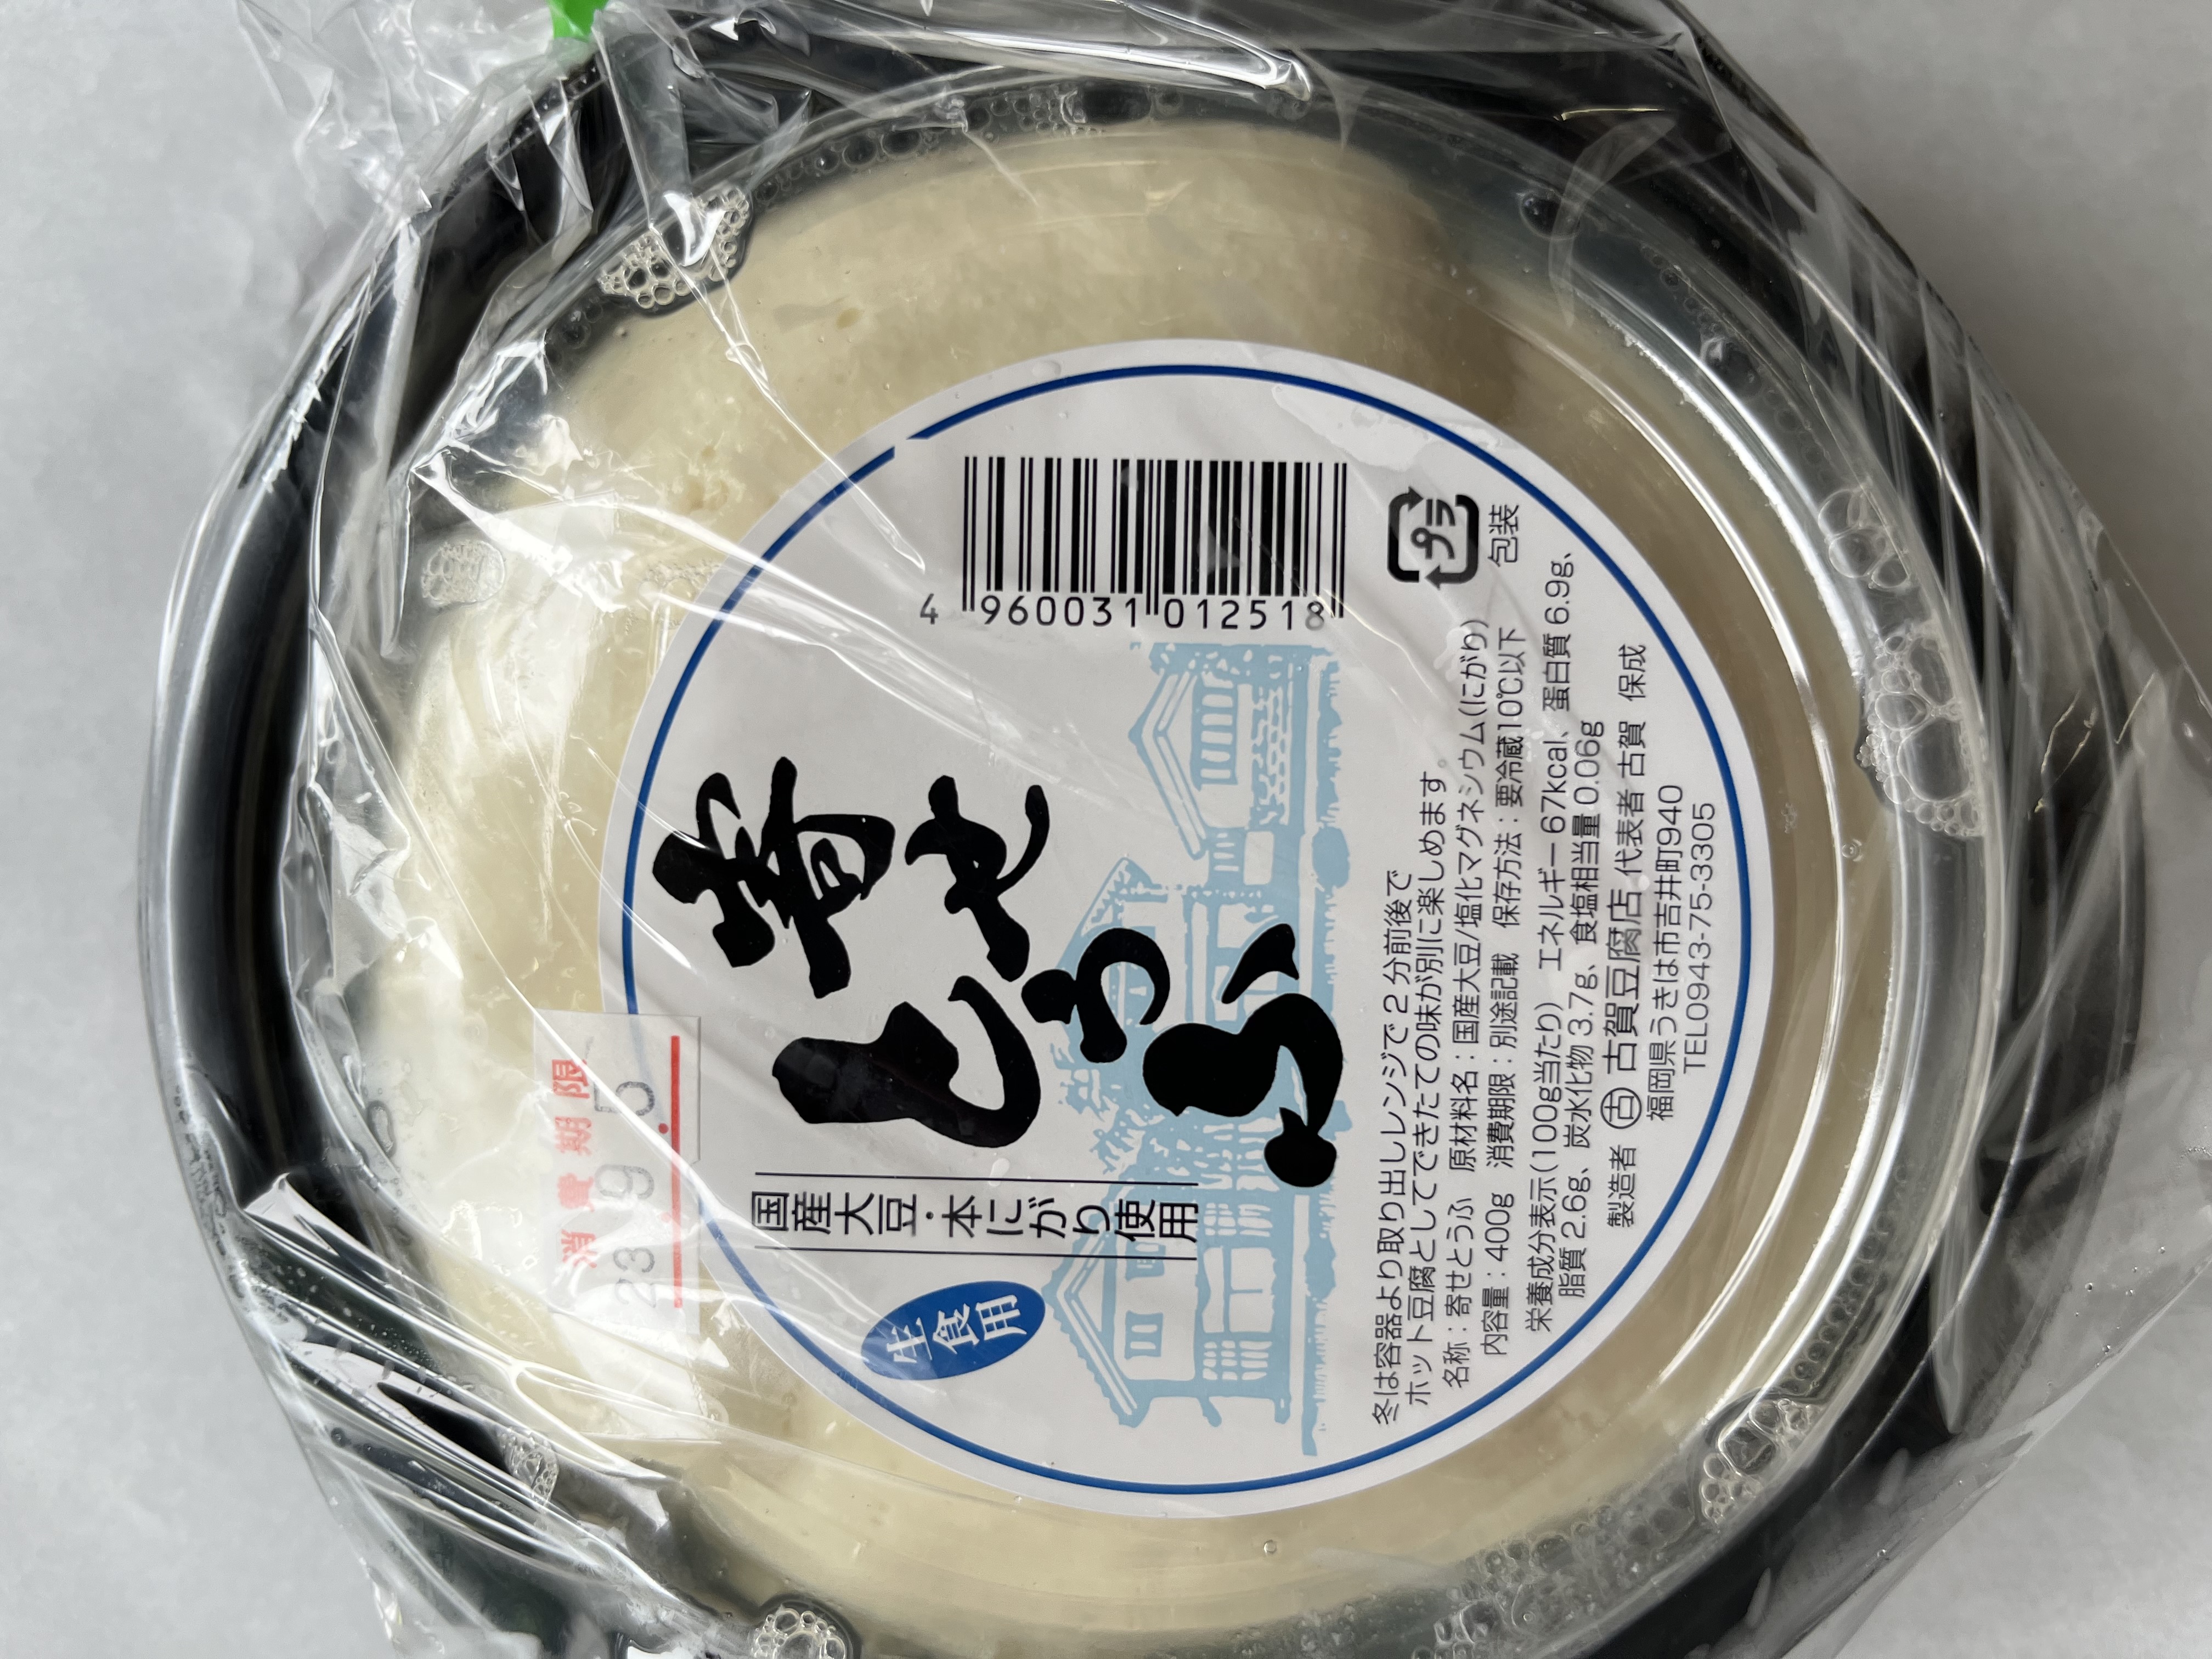 消費期限
23.9.5
寄せ
とうふ
国産大豆・本にがり使用
生食用
4 960031 012518
プラ
包装
冬は容器より取り出しレンジで2分前後で
ホット豆腐としてできたての味が別に楽しめます。
名称：寄せとうふ 原材料名：国産大豆/塩化マグネシウム(にがり)
内容量：400g 消費期限：別途記載 保存方法：要冷蔵10℃以下
栄養成分表示(100g当たり) エネルギー67kcal、蛋白質6.9g、
脂質2.6g、炭水化物3.7g、食塩相当量0.06g
製造者 古 古賀豆腐店 代表者 古賀 保成
福岡県うきは市吉井町940
TEL0943-75-3305